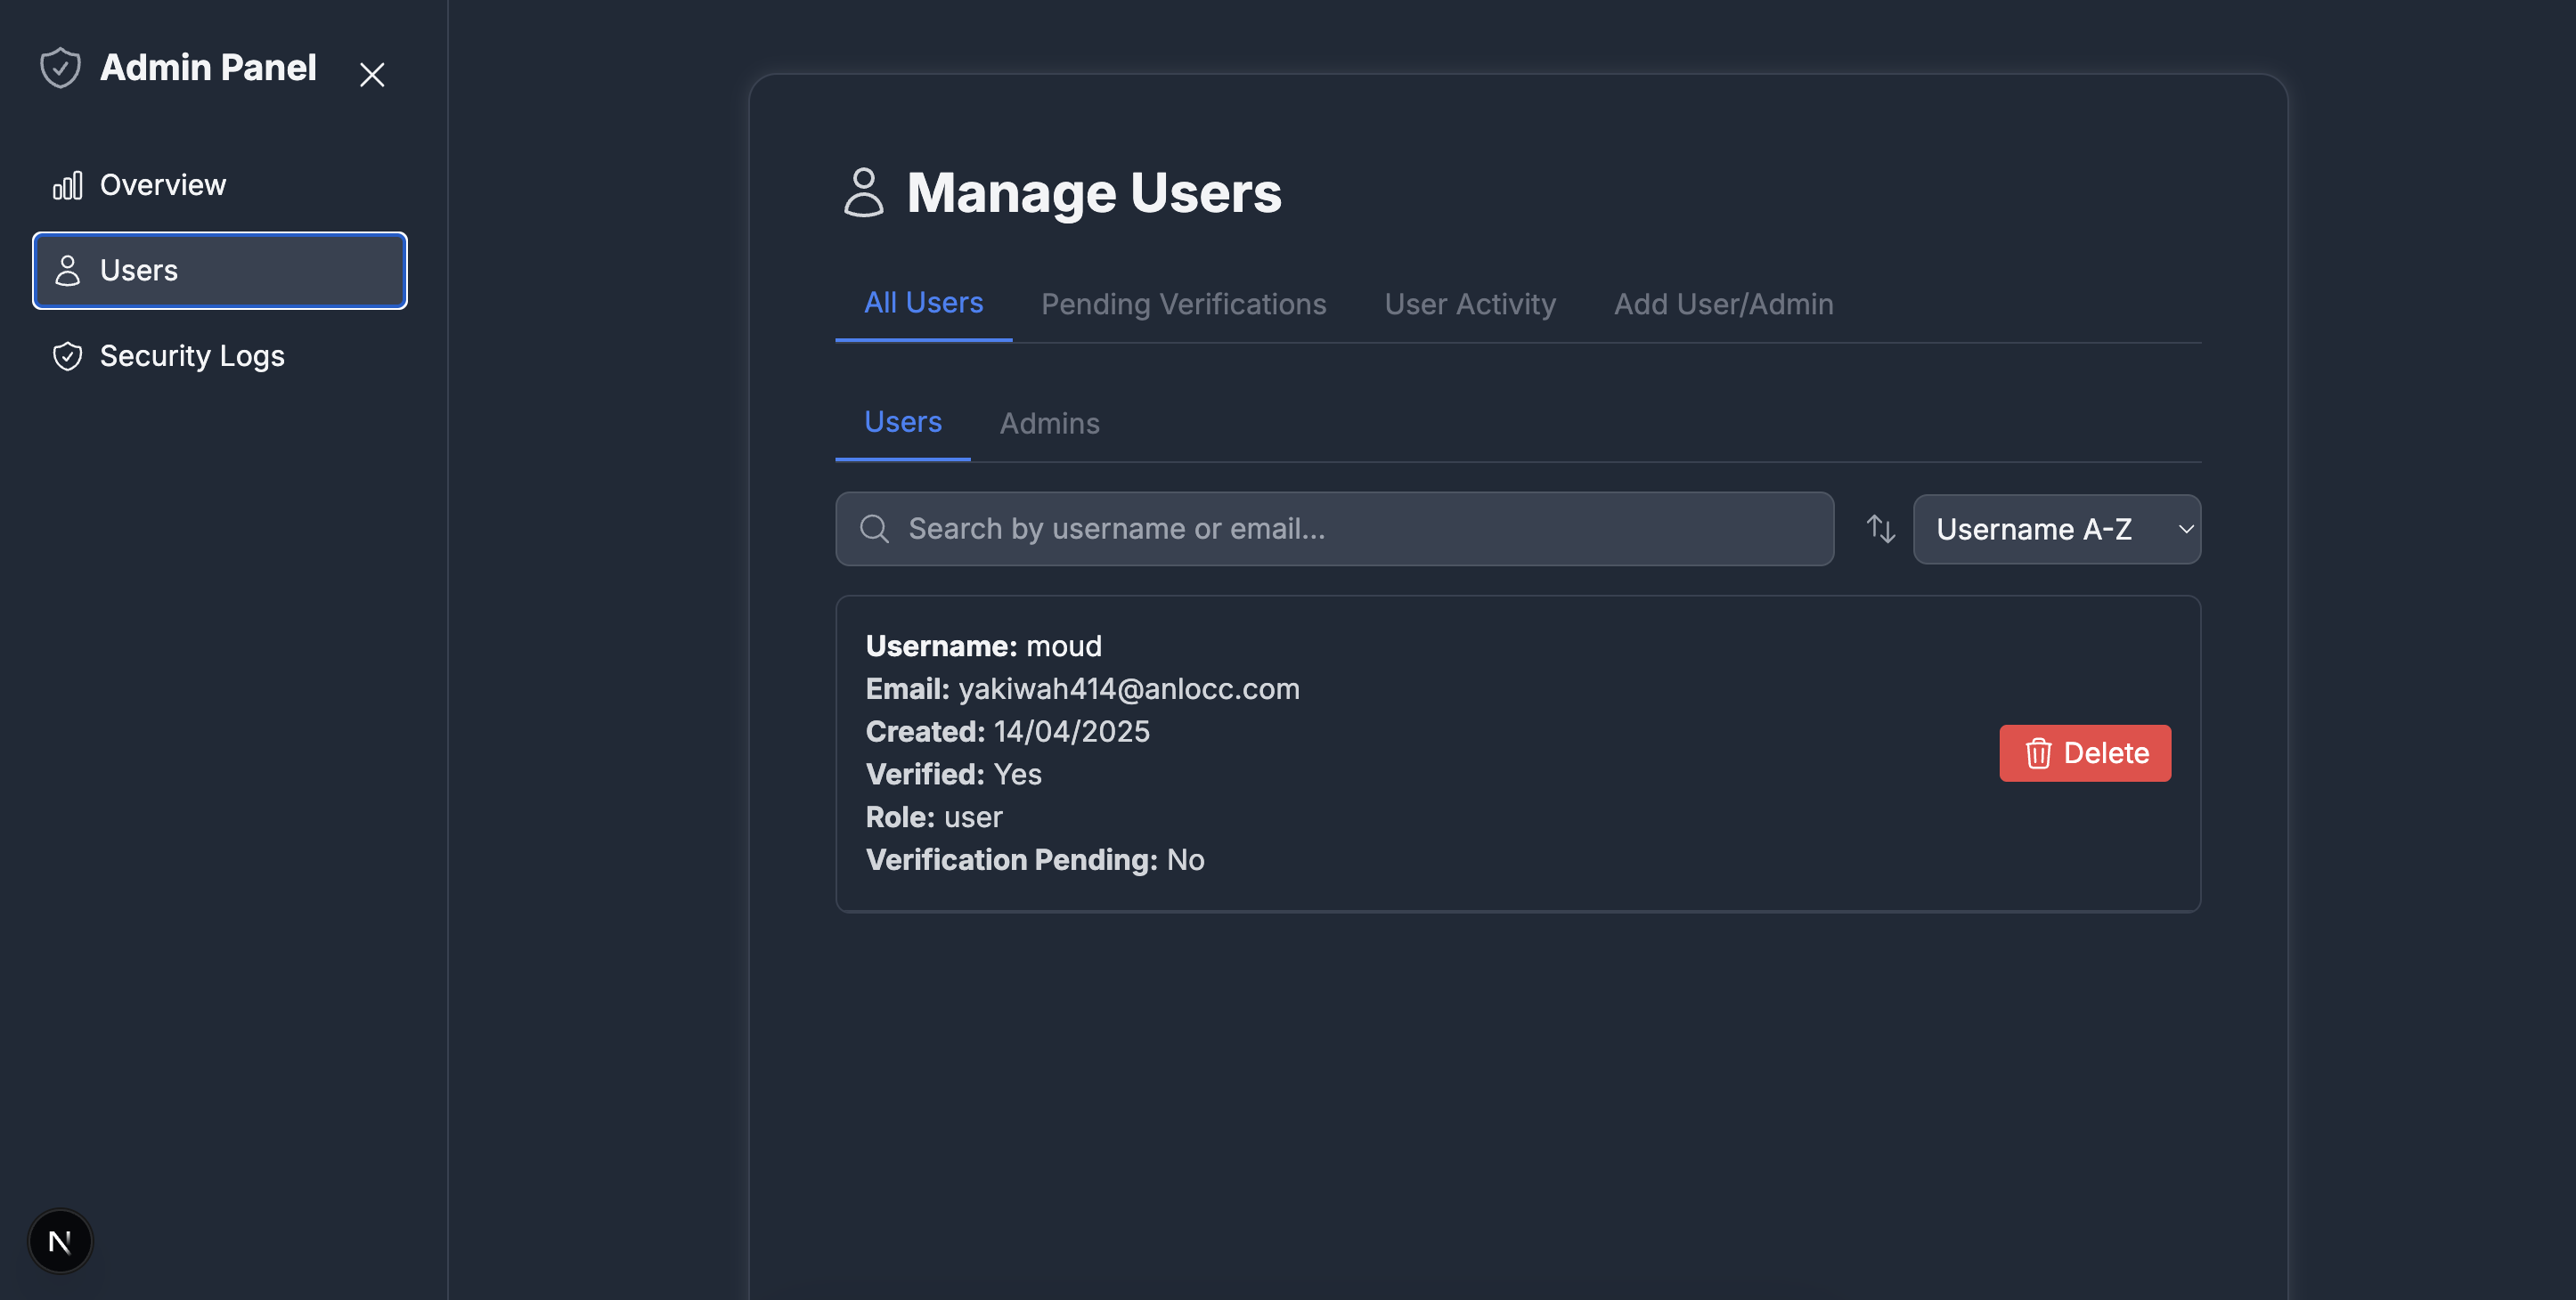 Admin Panel
Overview
Users
Security Logs
Manage Users
All Users Pending Verifications User Activity Add User/Admin
Users Admins
Search by username or email... Username A-Z
Username: moud
Email: yakiwah414@anlocc.com
Created: 14/04/2025
Verified: Yes
Role: user
Verification Pending: No
Delete
N